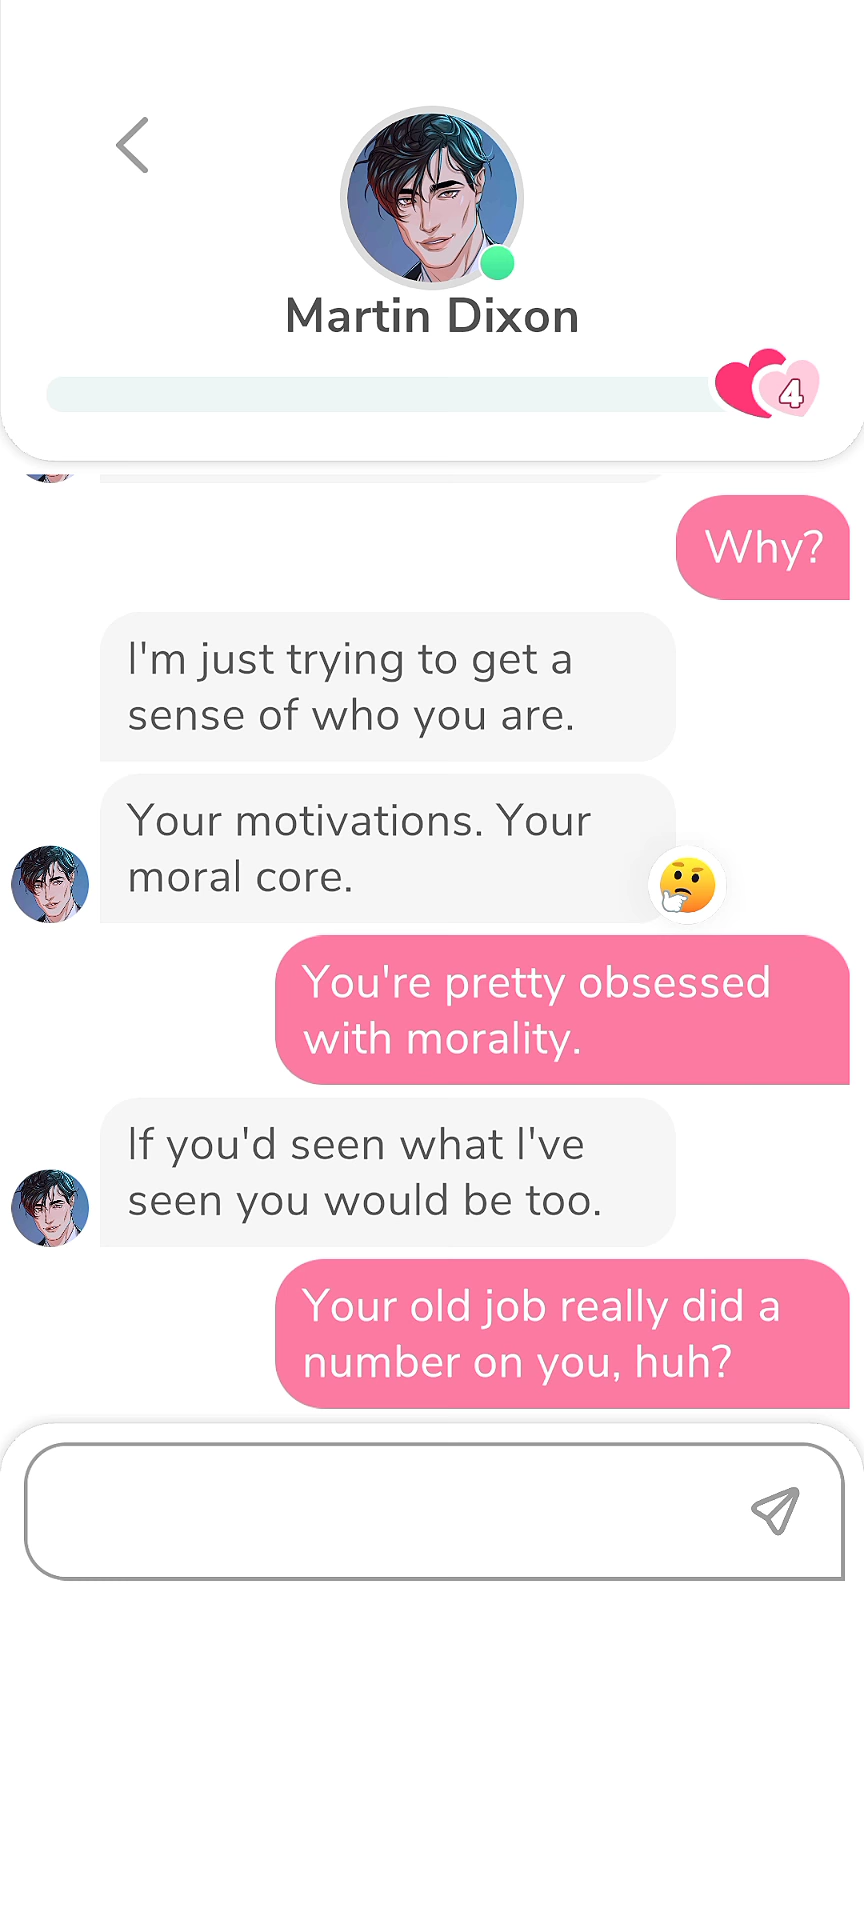 Martin Dixon
4
Why?
I'm just trying to get a
sense of who you are.
Your motivations. Your
moral core.
You're pretty obsessed
with morality.
If you'd seen what I've
seen you would be too.
Your old job really did a
number on you, huh?